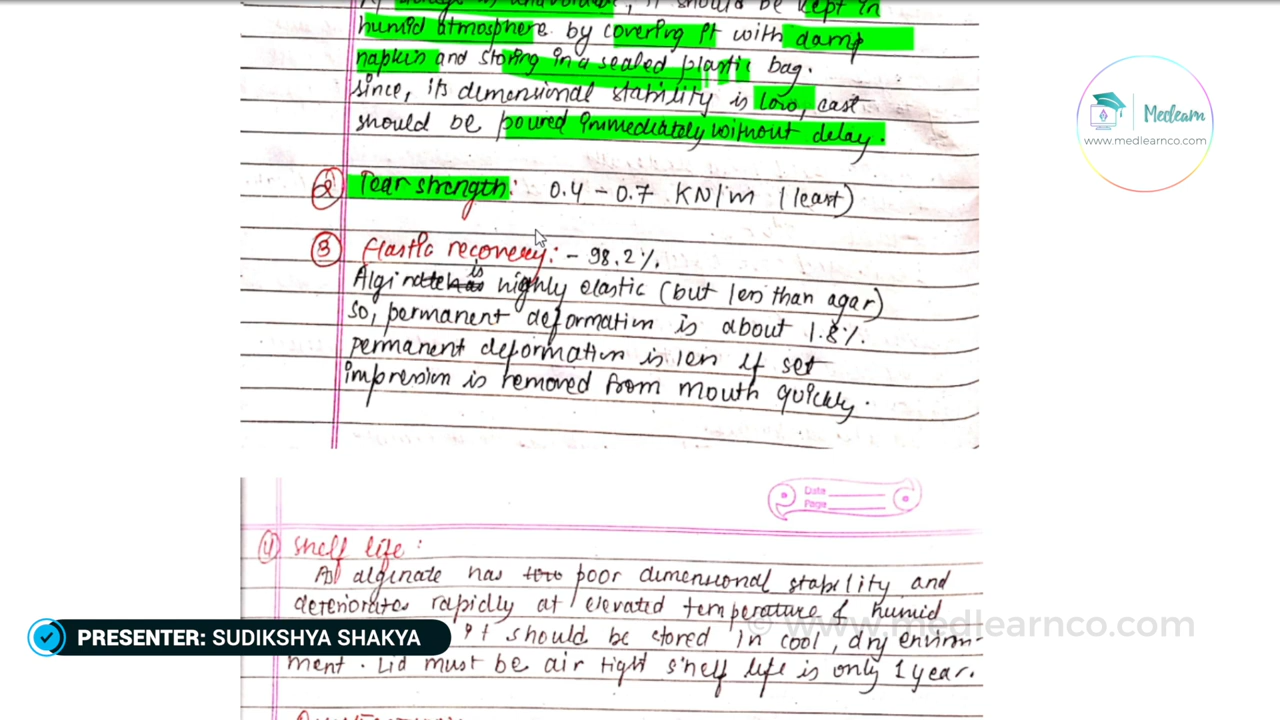 it should be kept in
humid atmosphere by covering it with damp
napkin and storing in a sealed plastic bag.
since, its dimensional stability is low, cast
should be poured immediately without delay.
② Tear strength: 0.4 - 0.7 KN/m (least)
③ Elastic recovery: - 98.2%.
Alginate is highly elastic (but less than agar)
so, permanent deformation is about 1.8%.
permanent deformation is less if set
impression is removed from mouth quickly.
Date
Page
④ Shelf life:
alginate has poor dimensional stability and
deteriorates rapidly at elevated temperature & humid
it should be stored in cool, dry environ-
ment. Lid must be air tight shelf life is only 1 year.
Medlearn
www.medlearnco.com
© www.medlearnco.com
PRESENTER: SUDIKSHYA SHAKYA